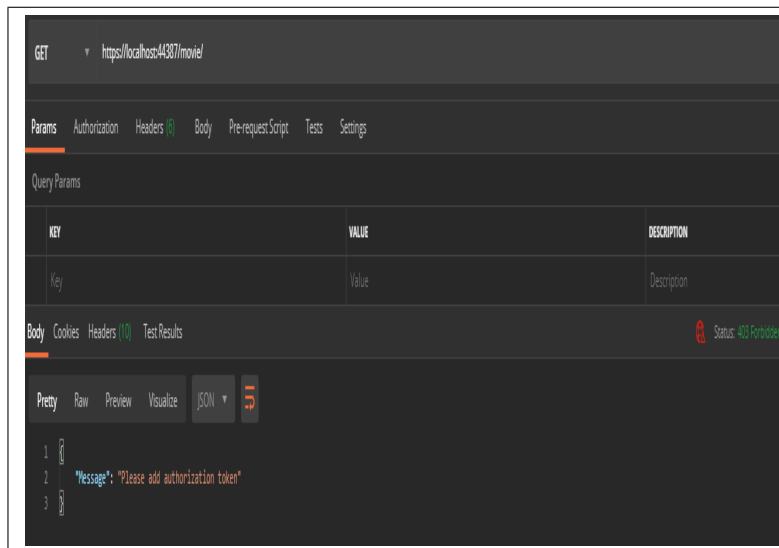 GET https://localhost:44387/movie/
Params Authorization Headers (6) Body Pre-request Script Tests Settings
Query Params
KEY VALUE DESCRIPTION
Key Value Description
Body Cookies Headers (10) Test Results Status: 403 Forbidden
Pretty Raw Preview Visualize JSON
1 {
2 "Message": "Please add authorization token"
3 }